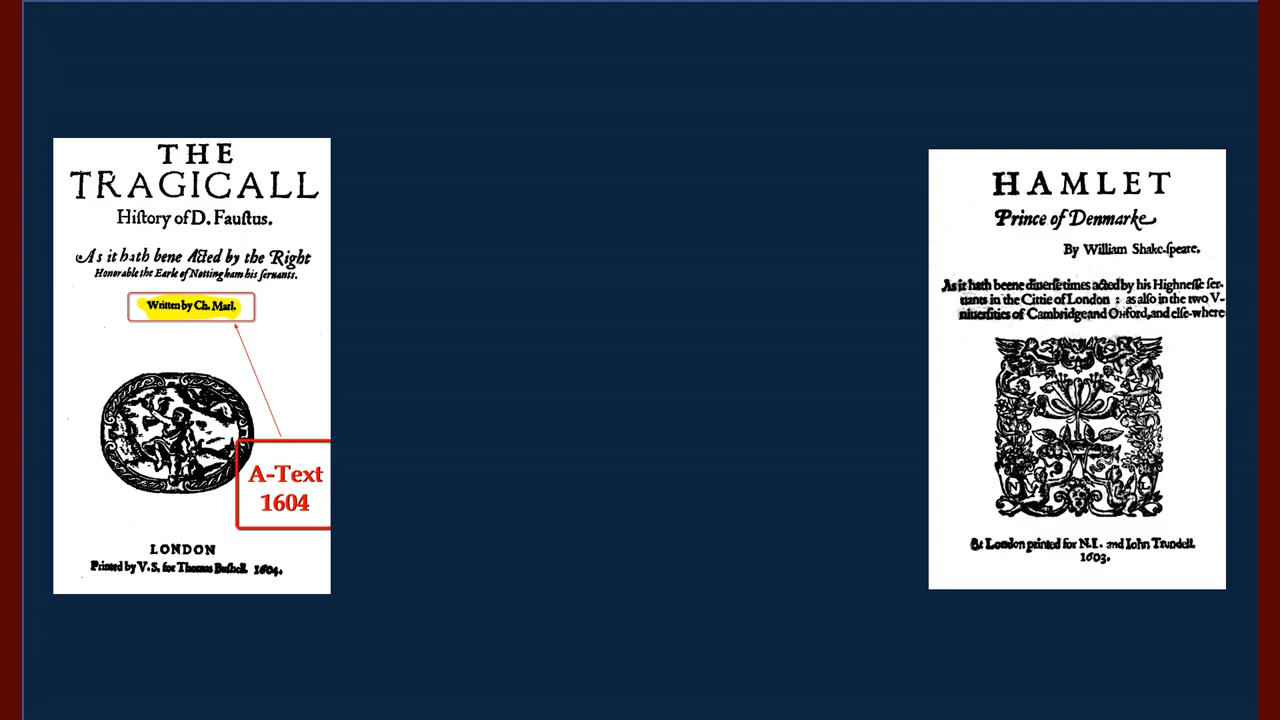 THE
TRAGICALL
Hiſtory of D. Fauſtus.
As it hath bene Acted by the Right
Honorable the Earle of Nottingham his ſeruants.
Written by Ch. Marl.
A-Text
1604
LONDON
Printed by V.S. for Thomas Buſhell. 1604.
HAMLET
Prince of Denmarke
By William Shake-ſpeare.
As it hath beene diuerſe times acted by his Highneſſe ſer-
uants in the Cittie of London : as alſo in the two V-
niuerſities of Cambridge and Oxford, and elſe-where
N L
At London printed for N.L. and Iohn Trundell.
1603.